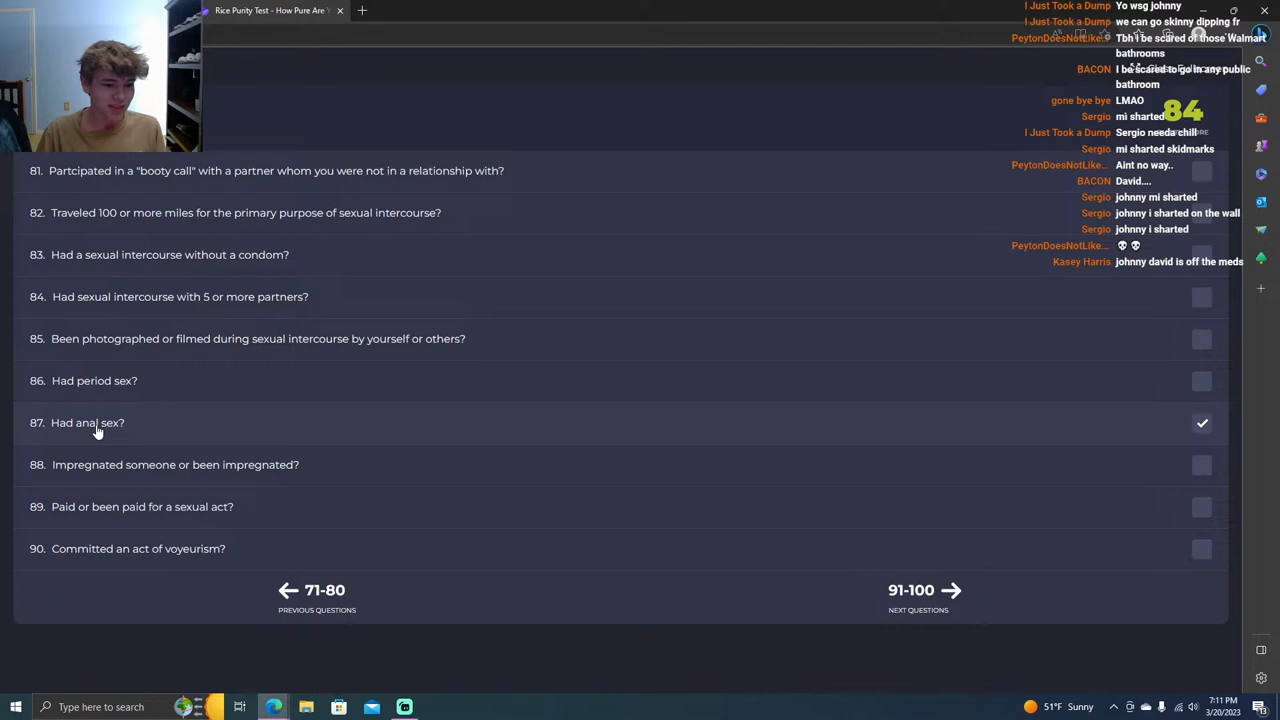 Rice Purity Test - How Pure Are Y
I Just Took a Dump Yo wsg johnny
I Just Took a Dump we can go skinny dipping fr
PeytonDoesNotLike... Tbh I be scared of those Walmart
bathrooms
BACON I be scared to go in any public
bathroom
gone bye bye LMAO
84
Sergio mi sharted
I Just Took a Dump Sergio needa chill
Sergio mi sharted skidmarks
PeytonDoesNotLike... Aint no way..
BACON David....
Sergio johnny mi sharted
Sergio johnny i sharted on the wall
Sergio johnny i sharted
PeytonDoesNotLike... 💀💀
Kasey Harris johnny david is off the meds
81. Partcipated in a "booty call" with a partner whom you were not in a relationship with?
82. Traveled 100 or more miles for the primary purpose of sexual intercourse?
83. Had a sexual intercourse without a condom?
84. Had sexual intercourse with 5 or more partners?
85. Been photographed or filmed during sexual intercourse by yourself or others?
86. Had period sex?
87. Had anal sex?
88. Impregnated someone or been impregnated?
89. Paid or been paid for a sexual act?
90. Committed an act of voyeurism?
71-80
PREVIOUS QUESTIONS
91-100
NEXT QUESTIONS
Type here to search
51°F Sunny
7:11 PM
3/20/2023